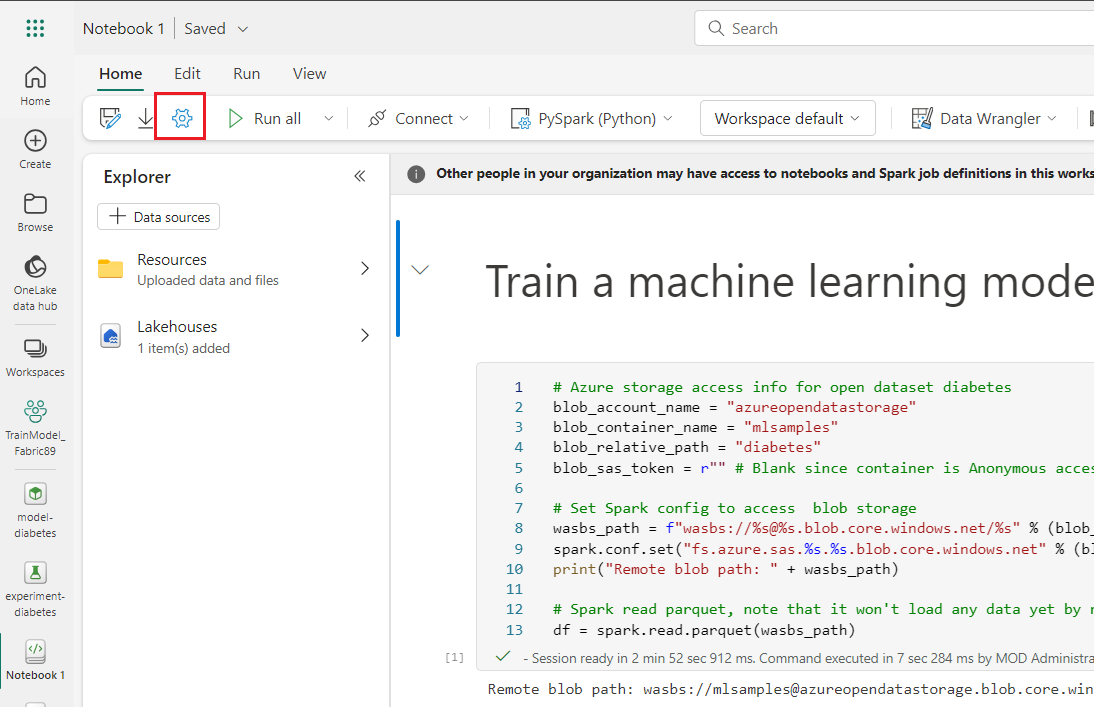 Notebook 1 Saved
Search
Home Edit Run View
Run all Connect PySpark (Python) Workspace default Data Wrangler
Home
Create
Browse
OneLake
data hub
Workspaces
TrainModel_
Fabric89
model-
diabetes
experiment-
diabetes
Notebook 1
Explorer
Data sources
Resources
Uploaded data and files
Lakehouses
1 item(s) added
Other people in your organization may have access to notebooks and Spark job definitions in this works
Train a machine learning mode
1 # Azure storage access info for open dataset diabetes
2 blob_account_name = "azureopendatastorage"
3 blob_container_name = "mlsamples"
4 blob_relative_path = "diabetes"
5 blob_sas_token = r"" # Blank since container is Anonymous acces
6
7 # Set Spark config to access  blob storage
8 wasbs_path = f"wasbs://%s@%s.blob.core.windows.net/%s" % (blob_
9 spark.conf.set("fs.azure.sas.%s.%s.blob.core.windows.net" % (bl
10 print("Remote blob path: " + wasbs_path)
11
12 # Spark read parquet, note that it won't load any data yet by
13 df = spark.read.parquet(wasbs_path)
[1] - Session ready in 2 min 52 sec 912 ms. Command executed in 7 sec 284 ms by MOD Administra
Remote blob path: wasbs://mlsamples@azureopendatastorage.blob.core.win